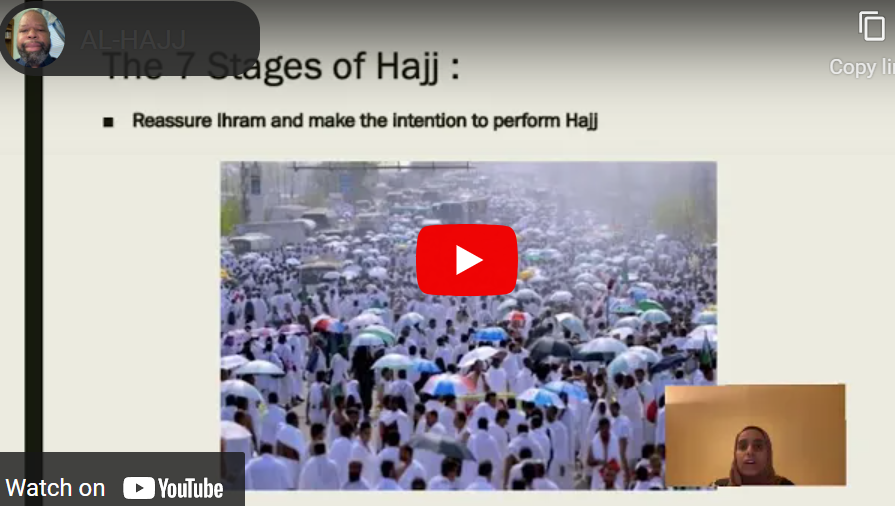 AL-HAJJ
The 7 Stages of Hajj :
Copy li
■ Reassure Ihram and make the intention to perform Hajj
Watch on YouTube